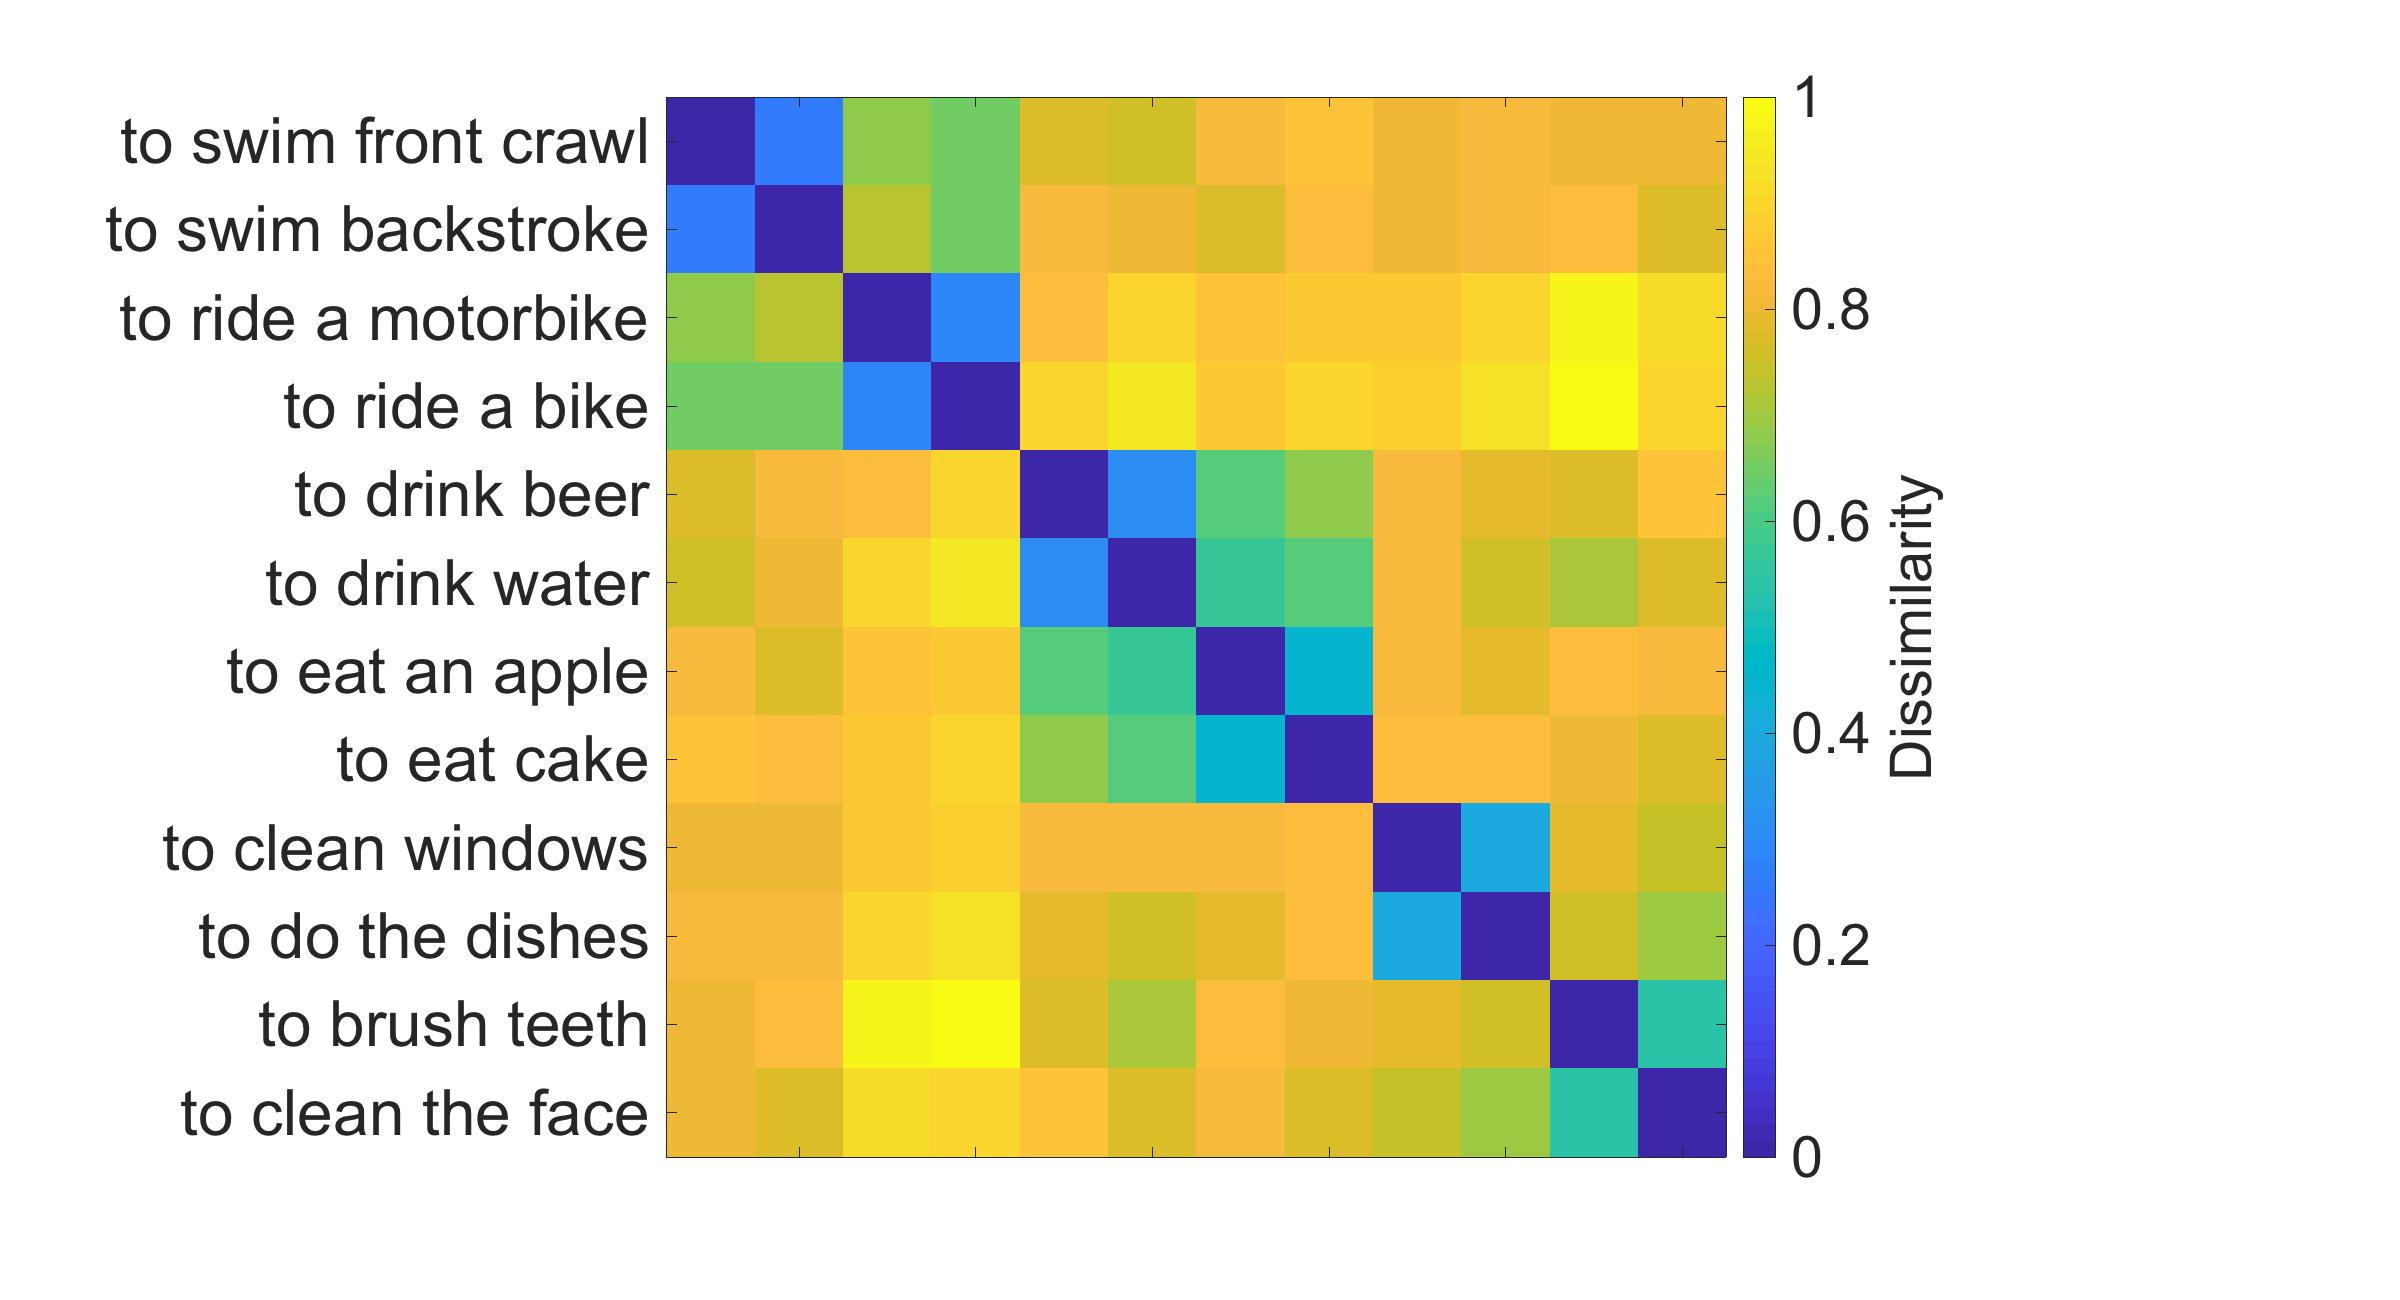 to swim front crawl
to swim backstroke
to ride a motorbike
to ride a bike
to drink beer
to drink water
to eat an apple
to eat cake
to clean windows
to do the dishes
to brush teeth
to clean the face
1
0.8
0.6
0.4
0.2
0
Dissimilarity